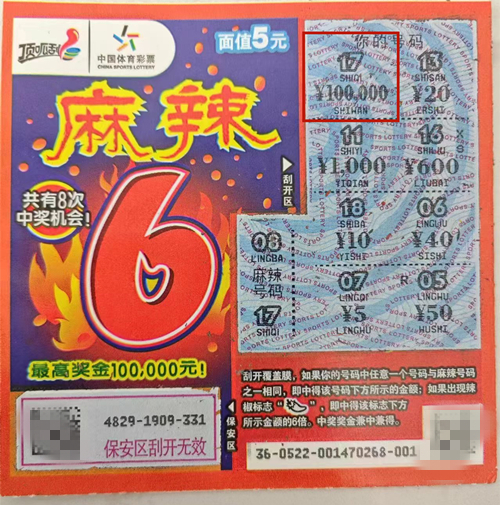 顶呱刮
中国体育彩票
CHINA SPORTS LOTTERY
面值5元
麻辣
6
共有8次
中奖机会!
最高奖金100,000元!
刮开区
你的号码
17 13
SHIQI SHISAN
¥100,000 ¥20
SHIWAN ERSHI
11 16
SHIYI SHILIU
¥1,000 ¥600
YIQIAN LIUBAI
18 06
SHIBA LINGLIU
¥10 ¥40
YISHI SISHI
07 05
LINGQI LINGWU
¥5 ¥50
LINGWU WUSHI
08
LINGBA
麻辣
号码
17
SHIQI
刮开覆盖膜,如果你的号码中任意一个号码与麻辣号码
之一相同,即中得该号码下方所示的金额;如果出现辣
椒标志“ ”,即中得该标志下方
所示金额的6倍。中奖奖金兼中兼得。
4829-1909-331
保安区刮开无效
保安区
36-0522-001470268-001